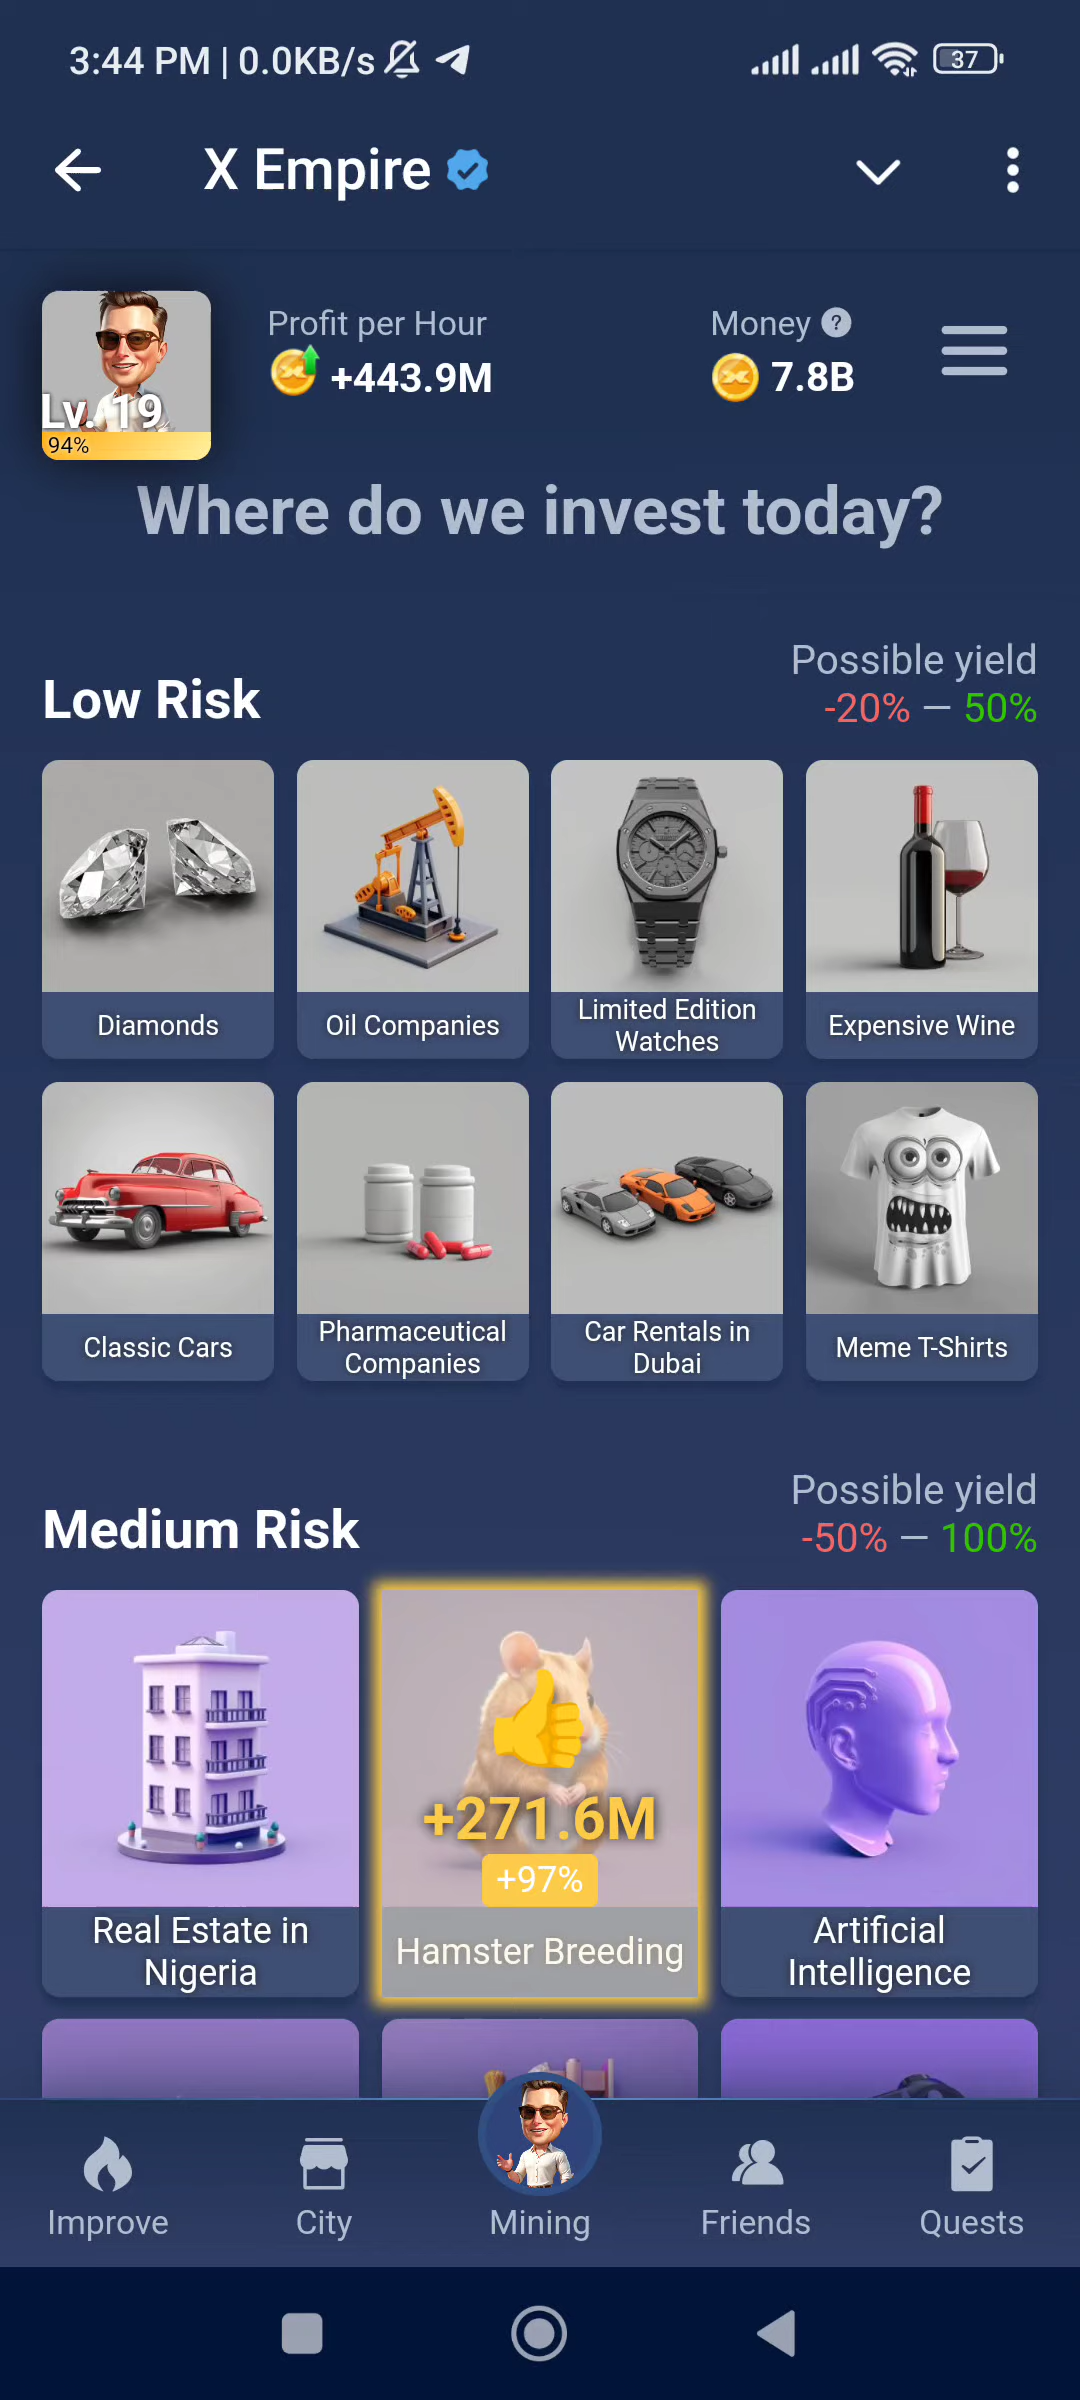 3:44 PM | 0.0KB/s
37
X Empire
Lv. 19
94%
Profit per Hour
+443.9M
Money ?
7.8B
Where do we invest today?
Low Risk
Possible yield
-20% — 50%
Diamonds
Oil Companies
Limited Edition
Watches
Expensive Wine
Classic Cars
Pharmaceutical
Companies
Car Rentals in
Dubai
Meme T-Shirts
Medium Risk
Possible yield
-50% — 100%
Real Estate in
Nigeria
+271.6M
+97%
Hamster Breeding
Artificial
Intelligence
Improve
City
Mining
Friends
Quests